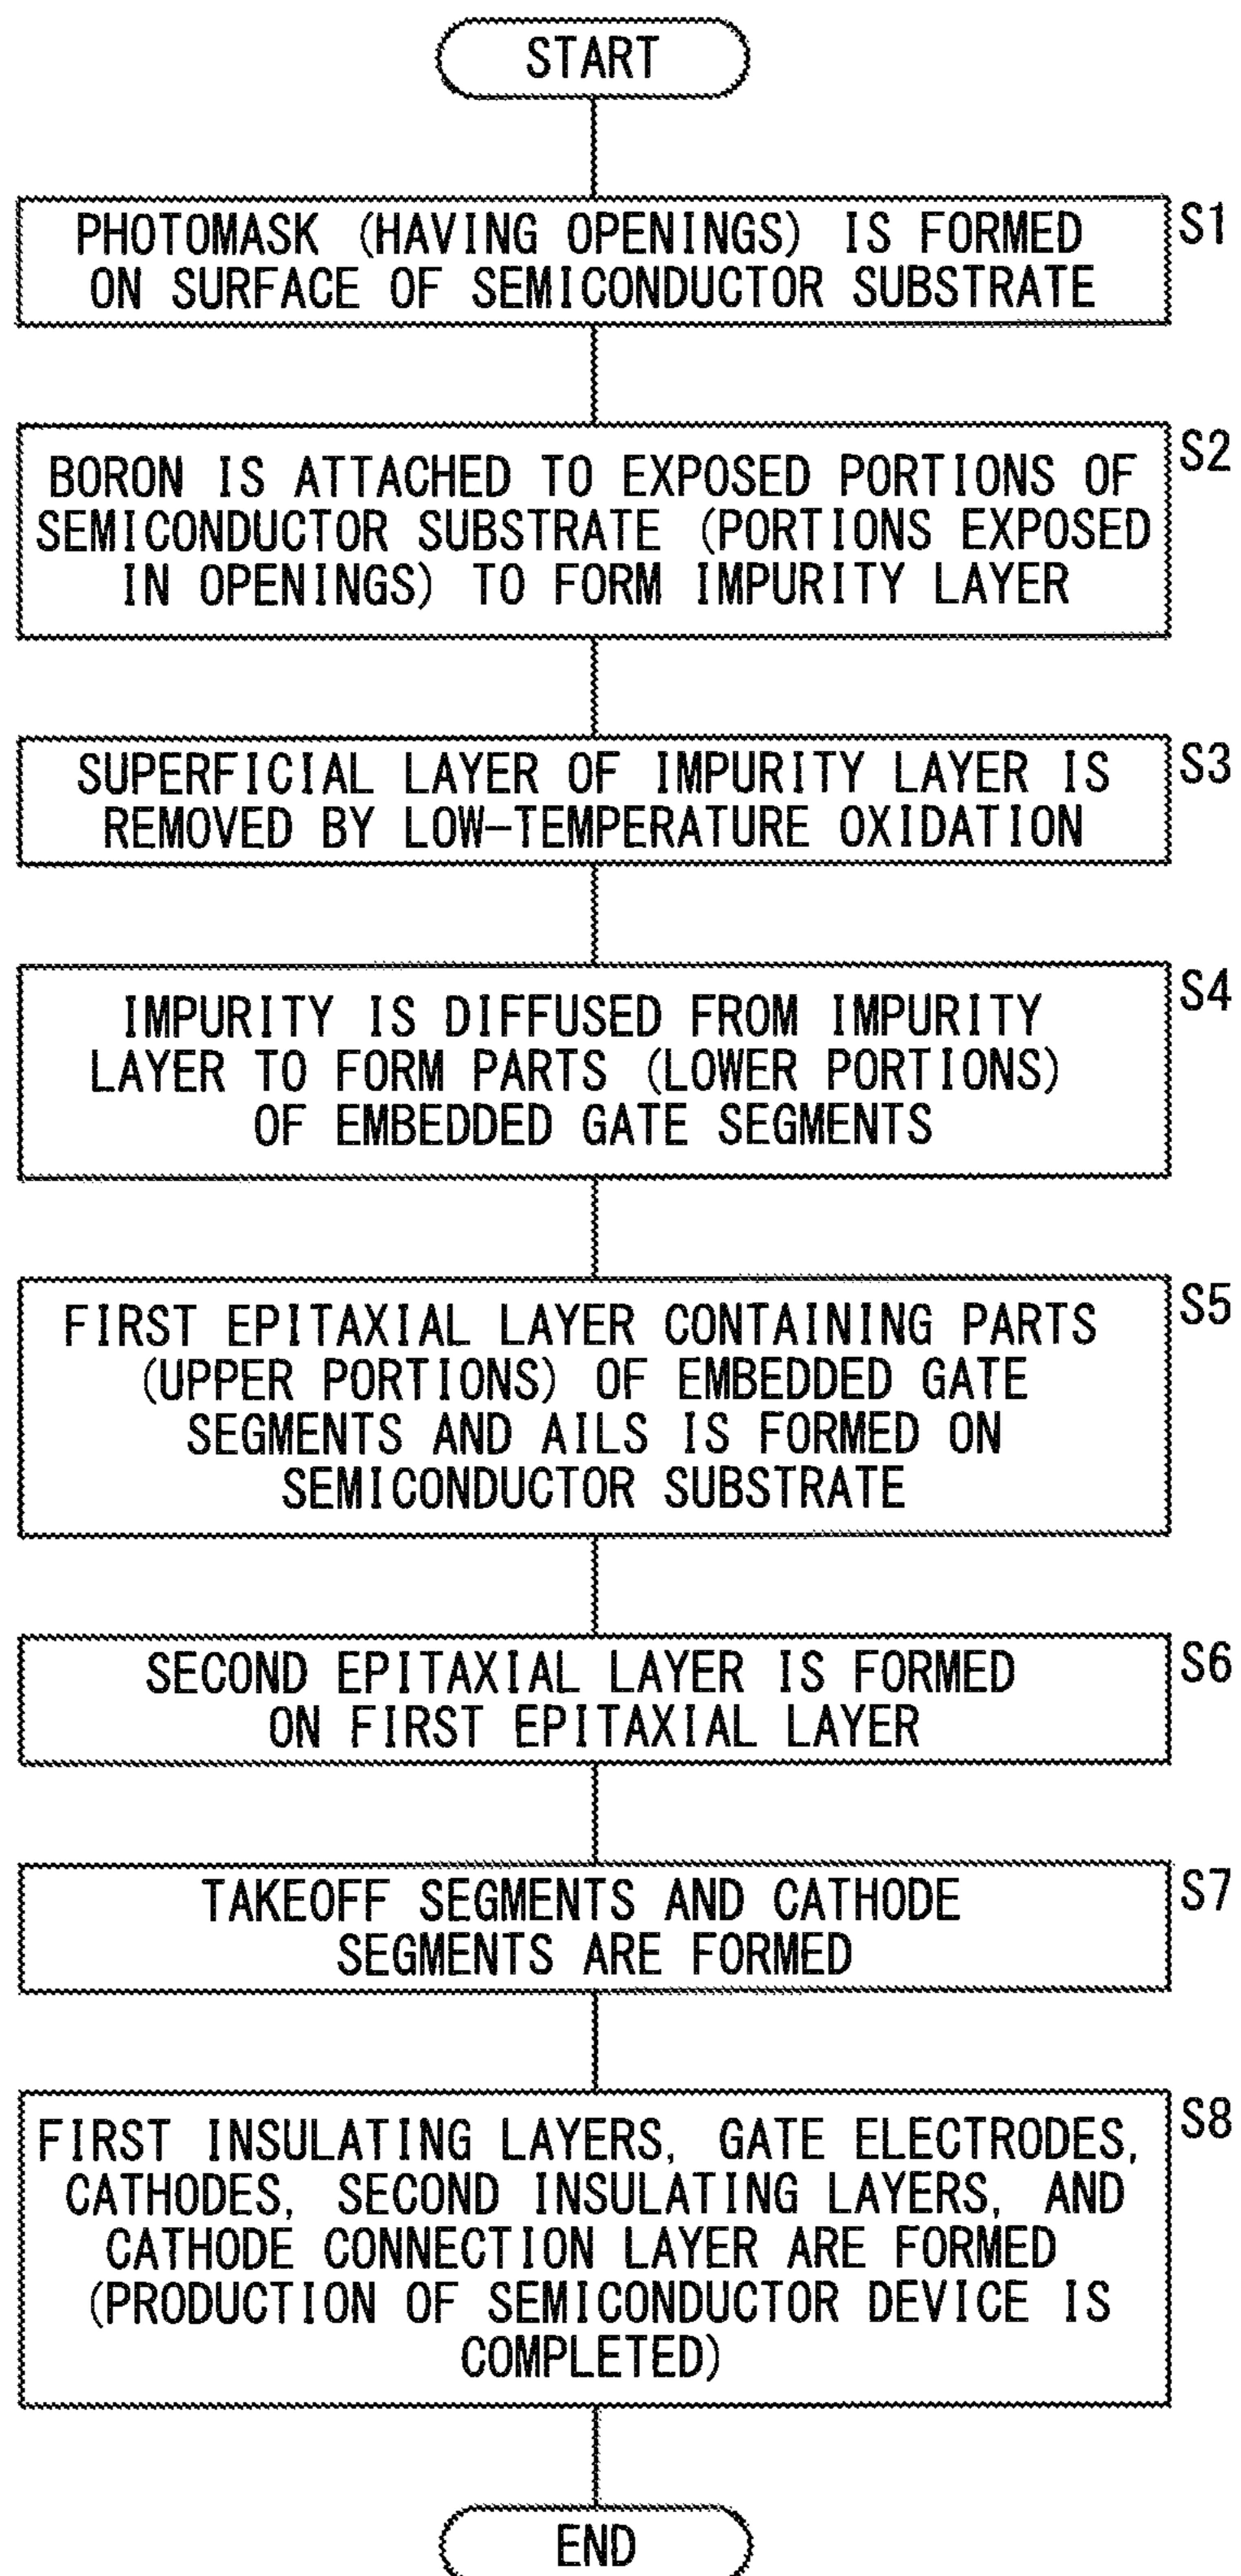 START
PHOTOMASK (HAVING OPENINGS) IS FORMED
ON SURFACE OF SEMICONDUCTOR SUBSTRATE
S1
BORON IS ATTACHED TO EXPOSED PORTIONS OF
SEMICONDUCTOR SUBSTRATE (PORTIONS EXPOSED
IN OPENINGS) TO FORM IMPURITY LAYER
S2
SUPERFICIAL LAYER OF IMPURITY LAYER IS
REMOVED BY LOW-TEMPERATURE OXIDATION
S3
IMPURITY IS DIFFUSED FROM IMPURITY
LAYER TO FORM PARTS (LOWER PORTIONS)
OF EMBEDDED GATE SEGMENTS
S4
FIRST EPITAXIAL LAYER CONTAINING PARTS
(UPPER PORTIONS) OF EMBEDDED GATE
SEGMENTS AND AILS IS FORMED ON
SEMICONDUCTOR SUBSTRATE
S5
SECOND EPITAXIAL LAYER IS FORMED
ON FIRST EPITAXIAL LAYER
S6
TAKEOFF SEGMENTS AND CATHODE
SEGMENTS ARE FORMED
S7
FIRST INSULATING LAYERS, GATE ELECTRODES,
CATHODES, SECOND INSULATING LAYERS, AND
CATHODE CONNECTION LAYER ARE FORMED
(PRODUCTION OF SEMICONDUCTOR DEVICE IS
COMPLETED)
S8
END